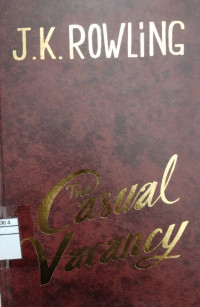 J.K. ROWLiNG
The
Casual
Vacancy